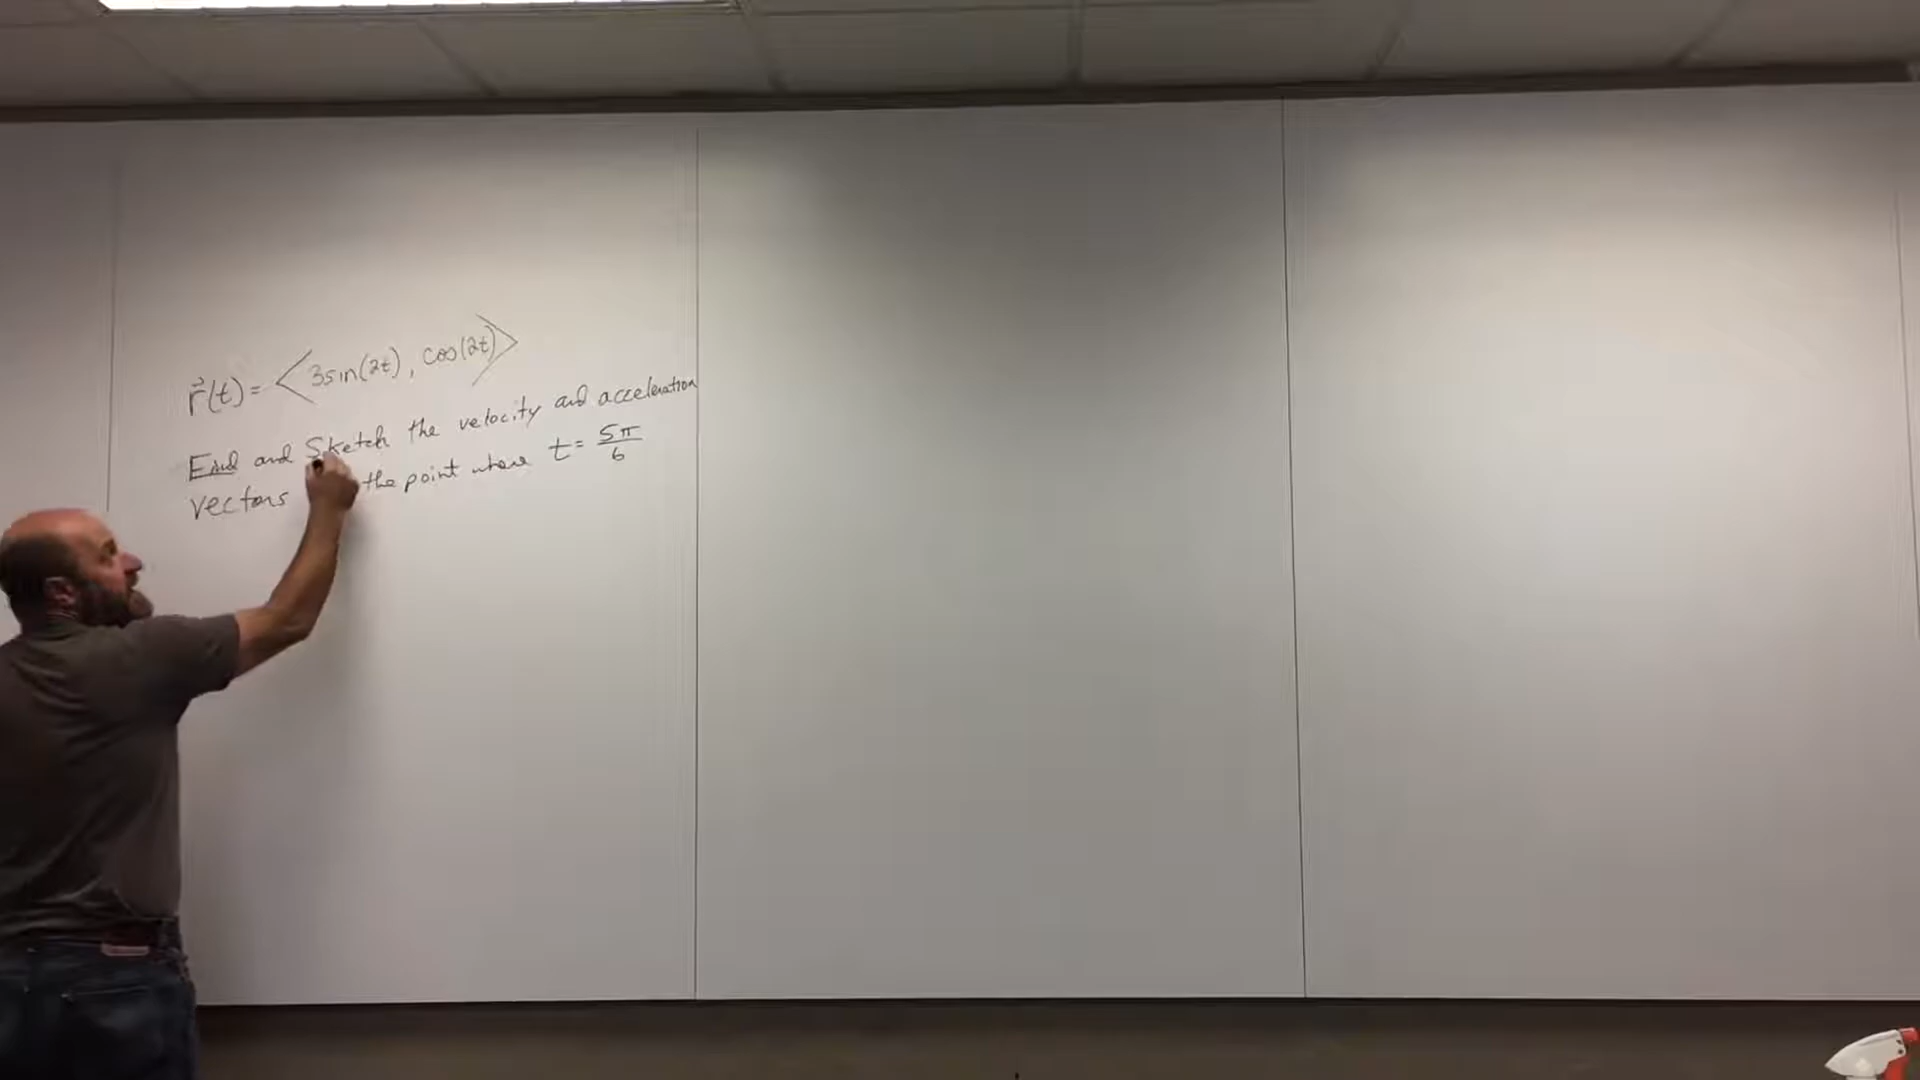 r⃗(t) = <3sin(2t), cos(2t)>
Find and Sketch the velocity and acceleration
vectors the point where t = 5π/6